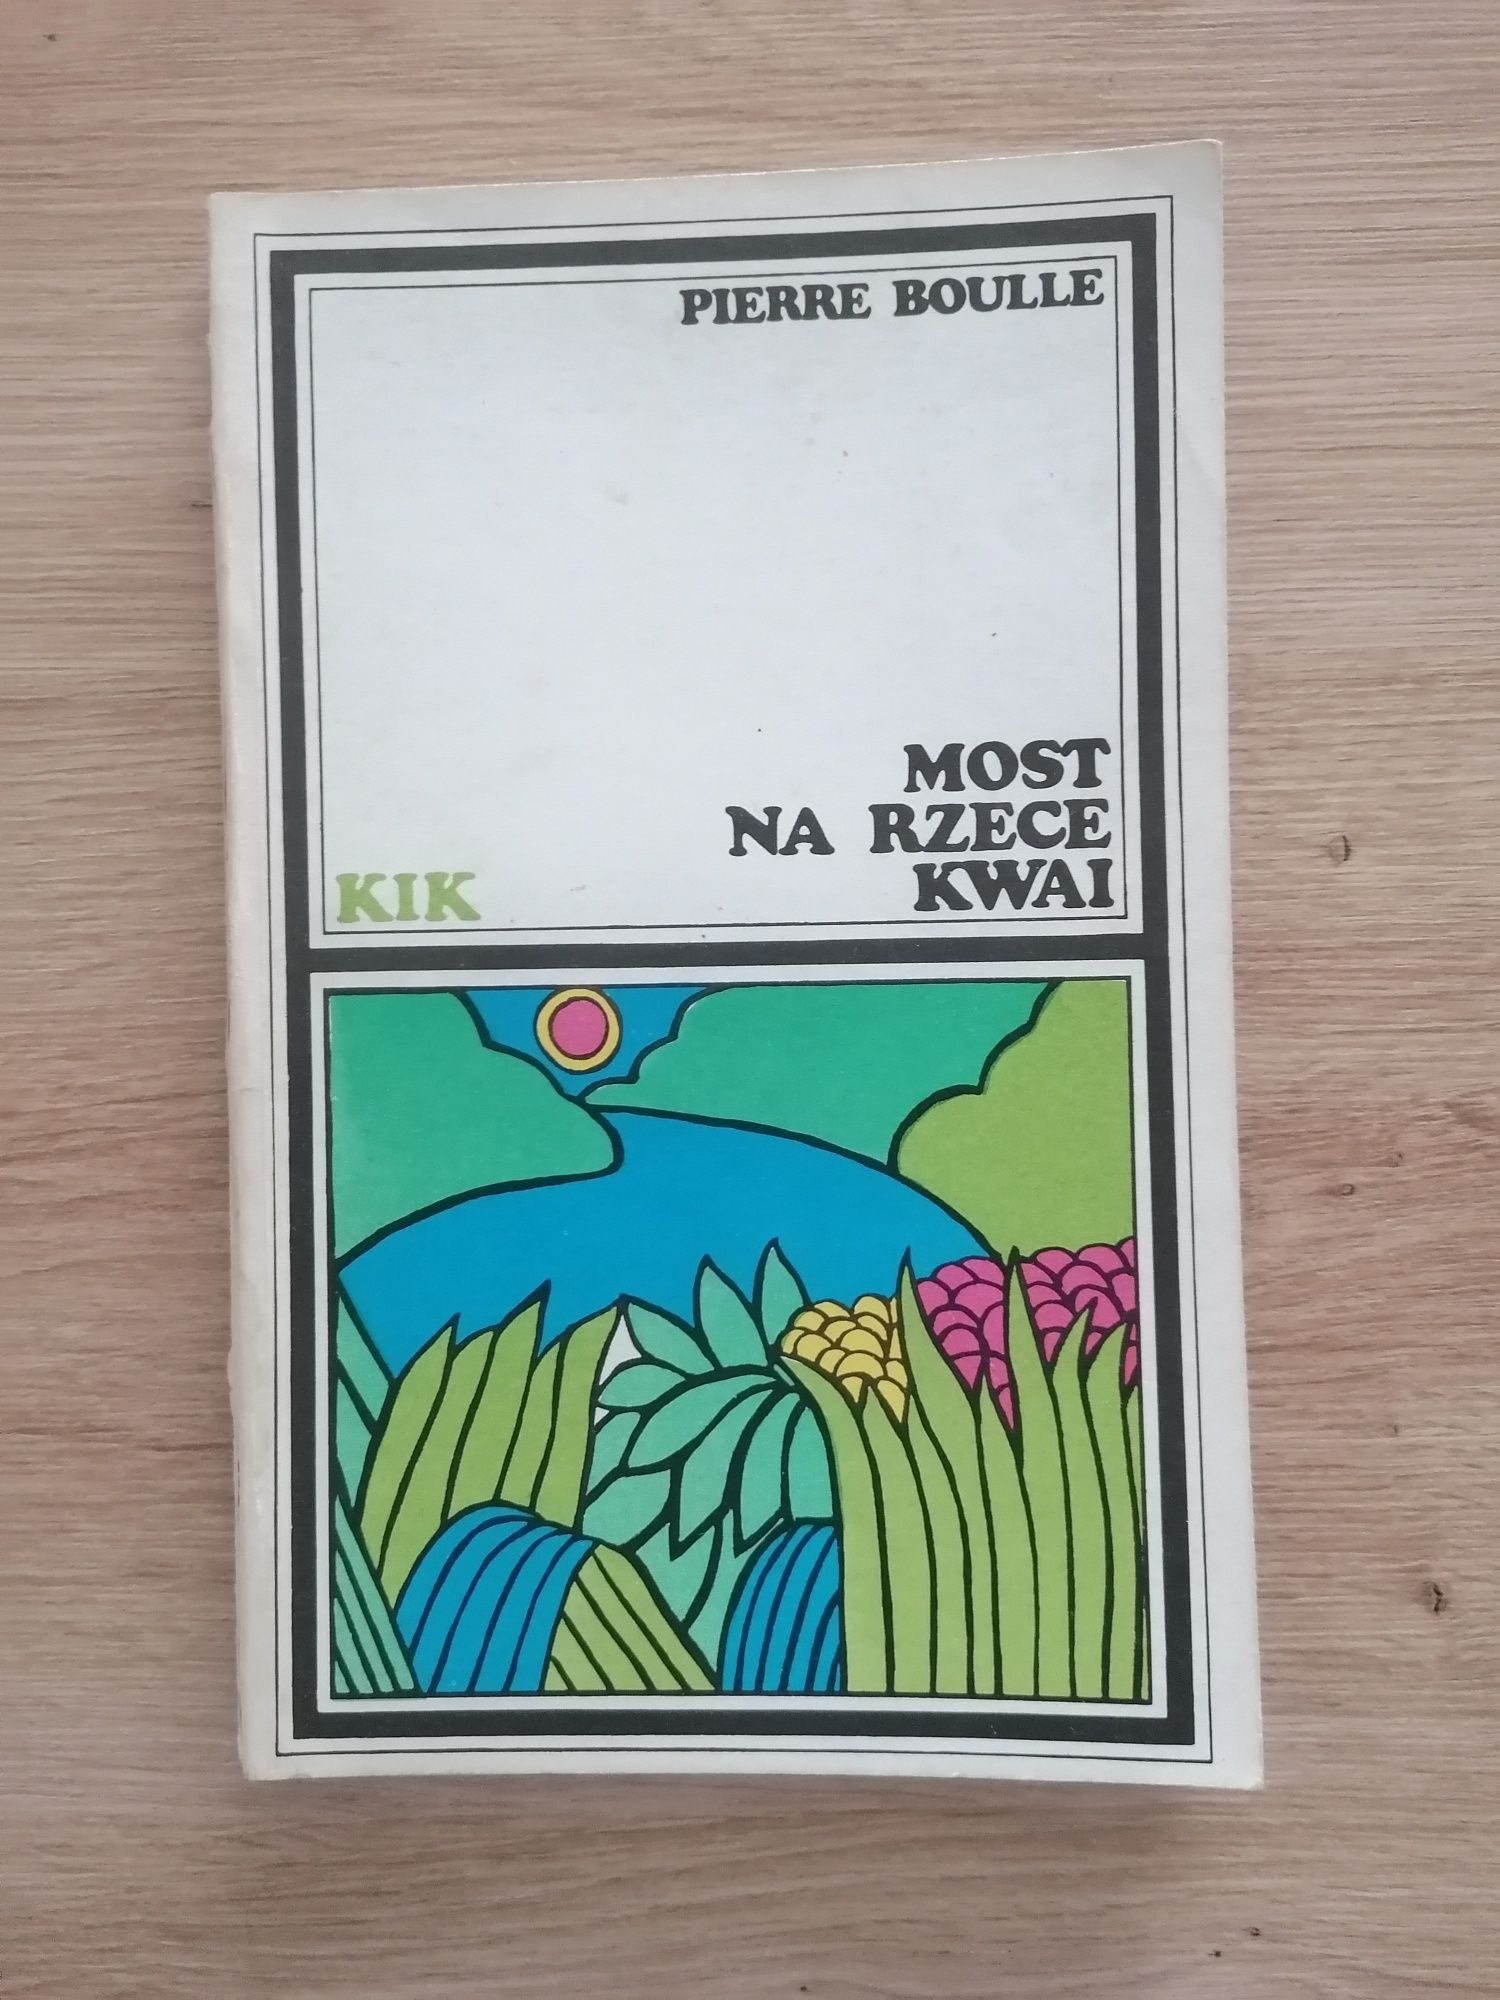 PIERRE BOULLE
MOST
NA RZECE
KWAI
KIK